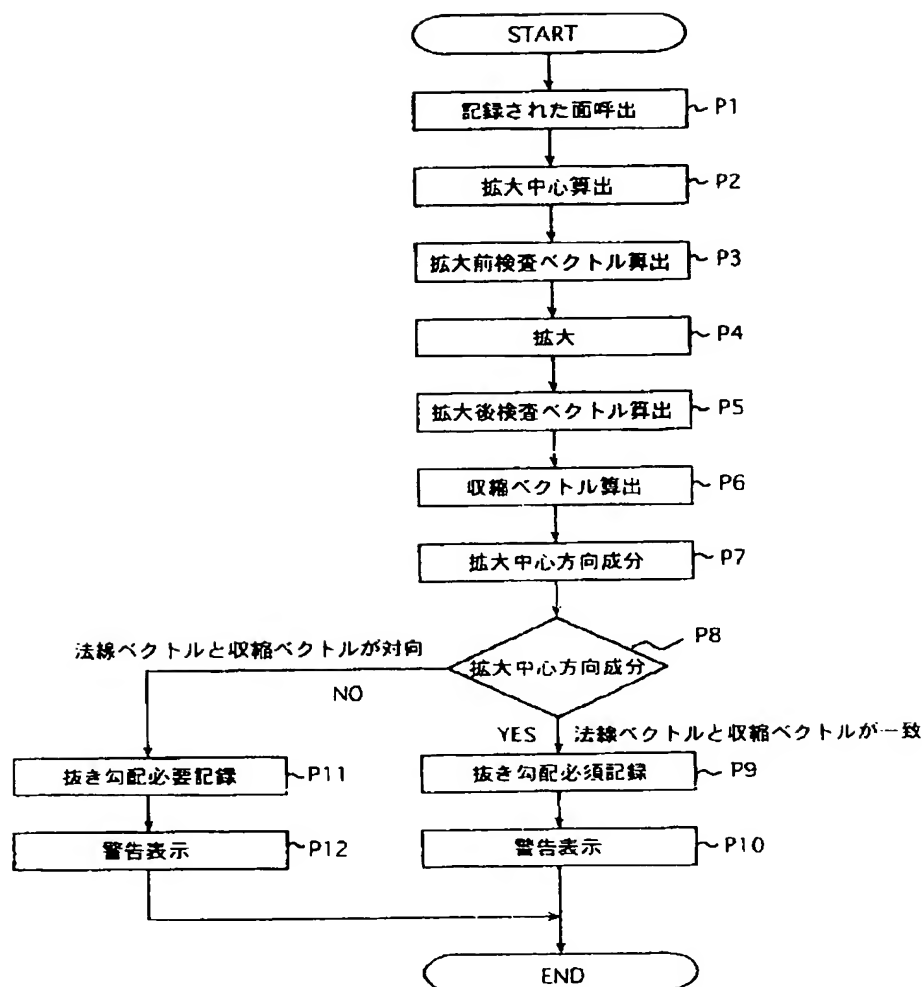 START
記録された面呼出
P1
拡大中心算出
P2
拡大前検査ベクトル算出
P3
拡大
P4
拡大後検査ベクトル算出
P5
収縮ベクトル算出
P6
拡大中心方向成分
P7
拡大中心方向成分
P8
法線ベクトルと収縮ベクトルが対向
NO
YES 法線ベクトルと収縮ベクトルが一致
抜き勾配必要記録
P11
抜き勾配必須記録
P9
警告表示
P12
警告表示
P10
END